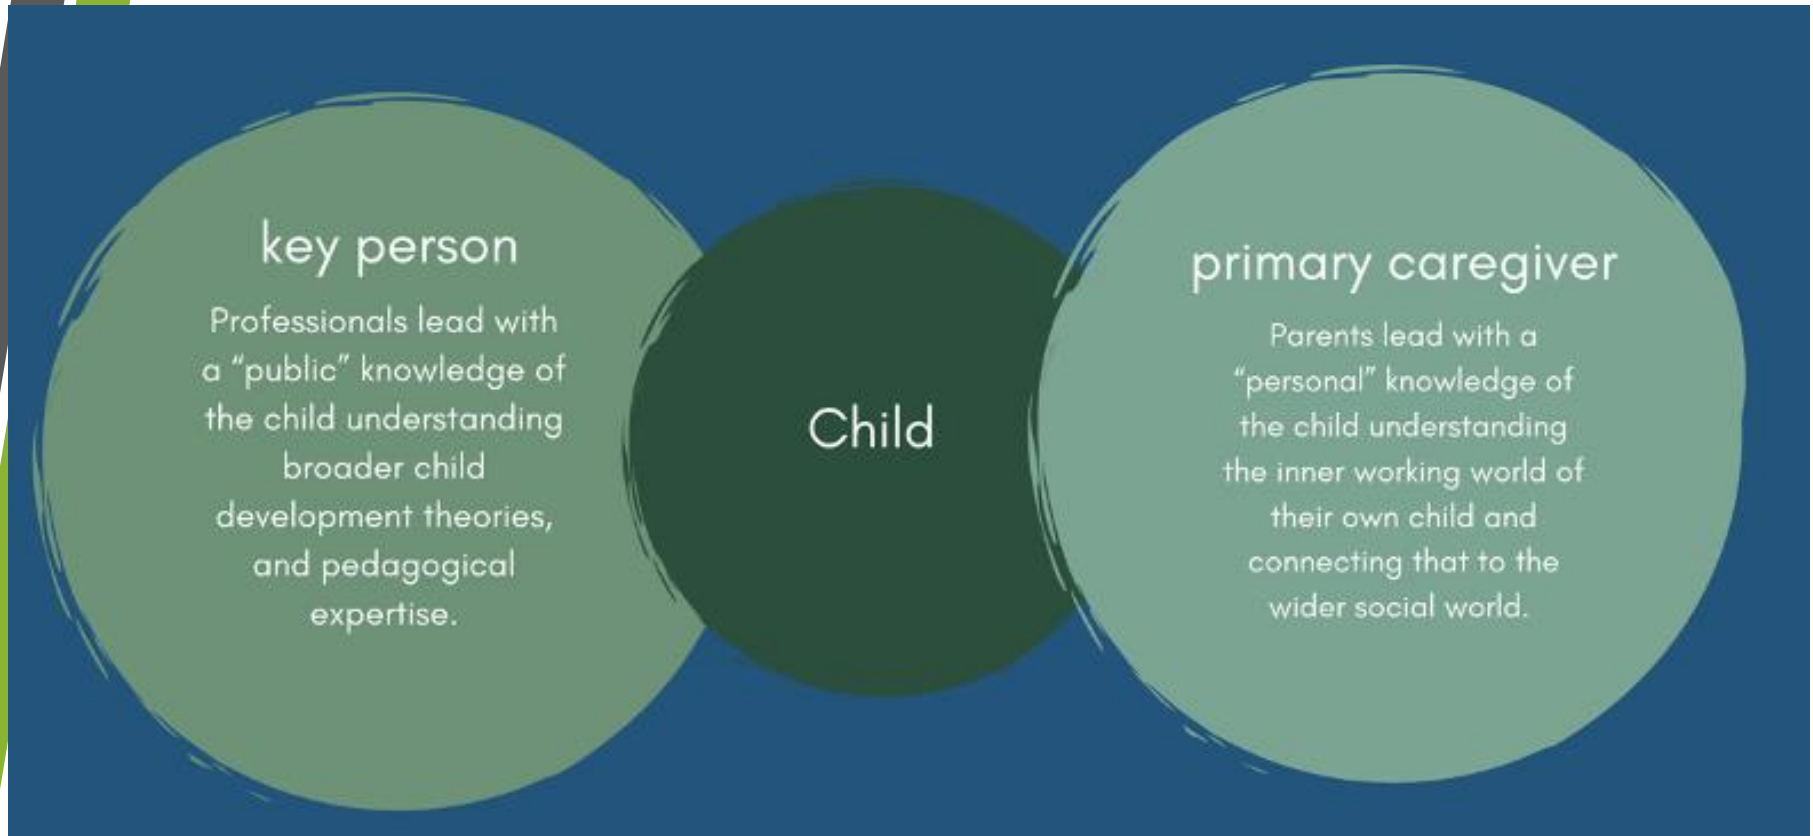 key person
Professionals lead with
a “public” knowledge of
the child understanding
broader child
development theories,
and pedagogical
expertise.
Child
primary caregiver
Parents lead with a
“personal” knowledge of
the child understanding
the inner working world of
their own child and
connecting that to the
wider social world.